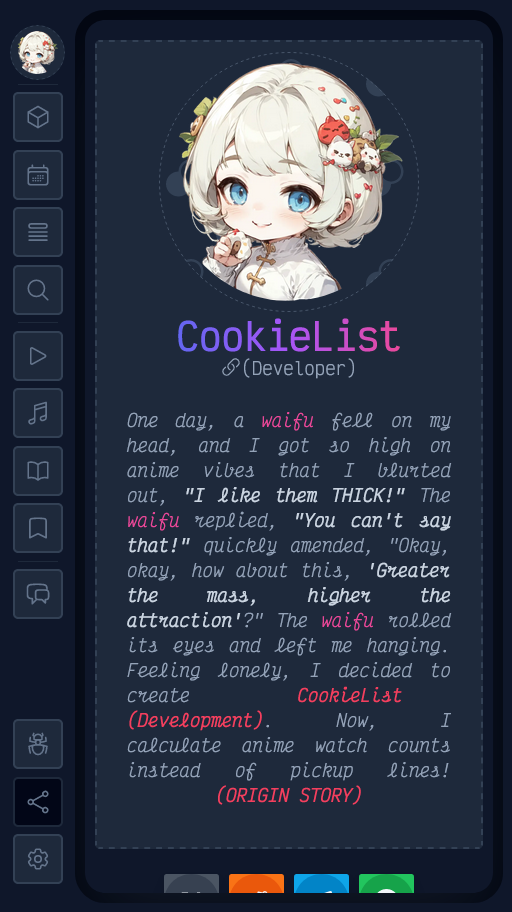 CookieList
(Developer)
One day, a waifu fell on my
head, and I got so high on
anime vibes that I blurted
out, "I like them THICK!" The
waifu replied, "You can't say
that!" quickly amended, "Okay,
okay, how about this, 'Greater
the mass, higher the
attraction'?" The waifu rolled
its eyes and left me hanging.
Feeling lonely, I decided to
create CookieList
(Development). Now, I
calculate anime watch counts
instead of pickup lines!
(ORIGIN STORY)